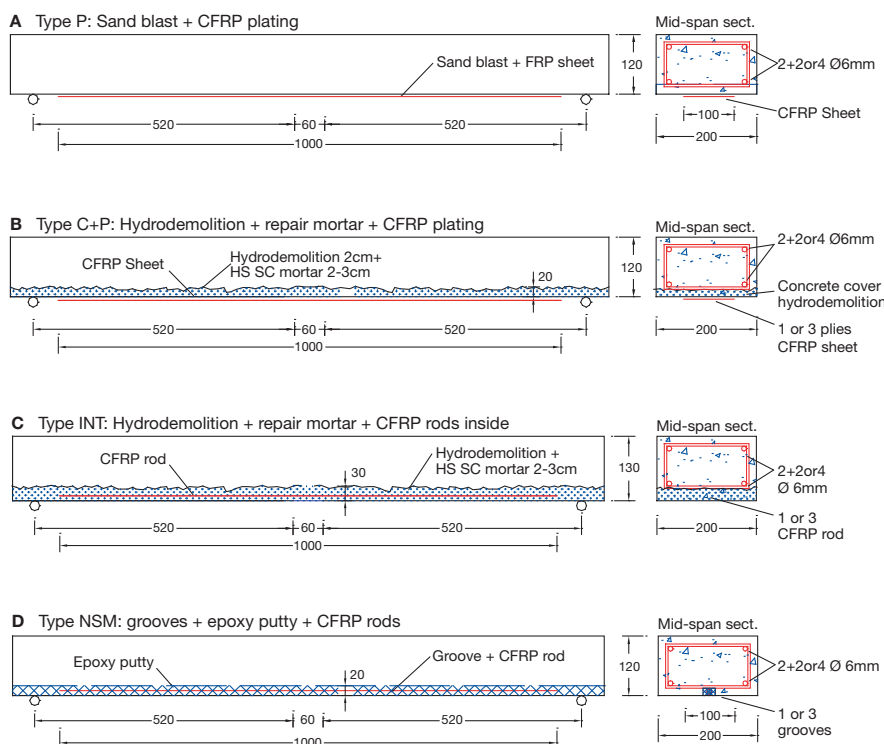 A Type P: Sand blast + CFRP plating
Mid-span sect.
Sand blast + FRP sheet
120
2+2or4 Ø6mm
CFRP Sheet
520
60
520
1000
100
200
B Type C+P: Hydrodemolition + repair mortar + CFRP plating
Mid-span sect.
CFRP Sheet
Hydrodemolition 2cm+
HS SC mortar 2-3cm
20
120
2+2or4 Ø6mm
Concrete cover
hydrodemolition
520
60
520
1000
200
1 or 3 plies
CFRP sheet
C Type INT: Hydrodemolition + repair mortar + CFRP rods inside
Mid-span sect.
CFRP rod
30
Hydrodemolition +
HS SC mortar 2-3cm
130
2+2or4
Ø 6mm
520
60
520
1000
200
1 or 3
CFRP rod
D Type NSM: grooves + epoxy putty + CFRP rods
Mid-span sect.
Epoxy putty
20
Groove + CFRP rod
120
2+2or4 Ø 6mm
520
60
520
1000
100
200
1 or 3
grooves